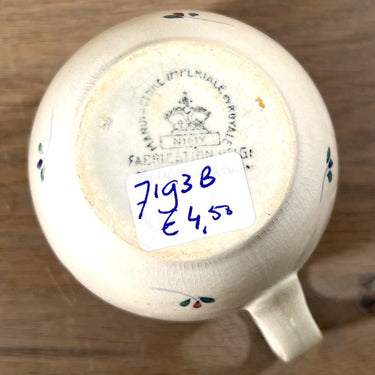 MANUFACTURE IMPERIALE & ROYALE
NIMY
FABRICATION
7193B
€ 4,50